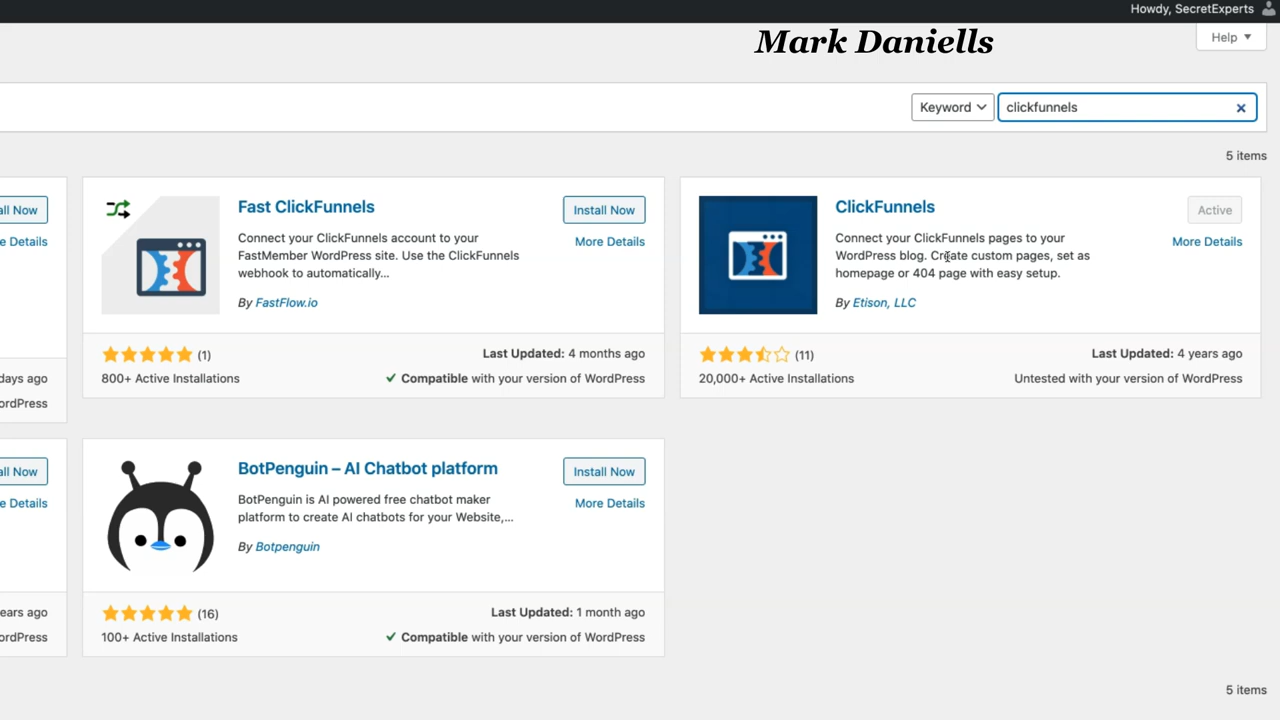 Howdy, SecretExperts
Mark Daniells
Help
Keyword
clickfunnels
5 items
all Now
e Details
days ago
ordPress
Fast ClickFunnels
Install Now
More Details
Connect your ClickFunnels account to your
FastMember WordPress site. Use the ClickFunnels
webhook to automatically...
By FastFlow.io
(1)
Last Updated: 4 months ago
800+ Active Installations
Compatible with your version of WordPress
ClickFunnels
Active
More Details
Connect your ClickFunnels pages to your
WordPress blog. Create custom pages, set as
homepage or 404 page with easy setup.
By Etison, LLC
(11)
Last Updated: 4 years ago
20,000+ Active Installations
Untested with your version of WordPress
all Now
e Details
ears ago
ordPress
BotPenguin – AI Chatbot platform
Install Now
More Details
BotPenguin is AI powered free chatbot maker
platform to create AI chatbots for your Website,...
By Botpenguin
(16)
Last Updated: 1 month ago
100+ Active Installations
Compatible with your version of WordPress
5 items